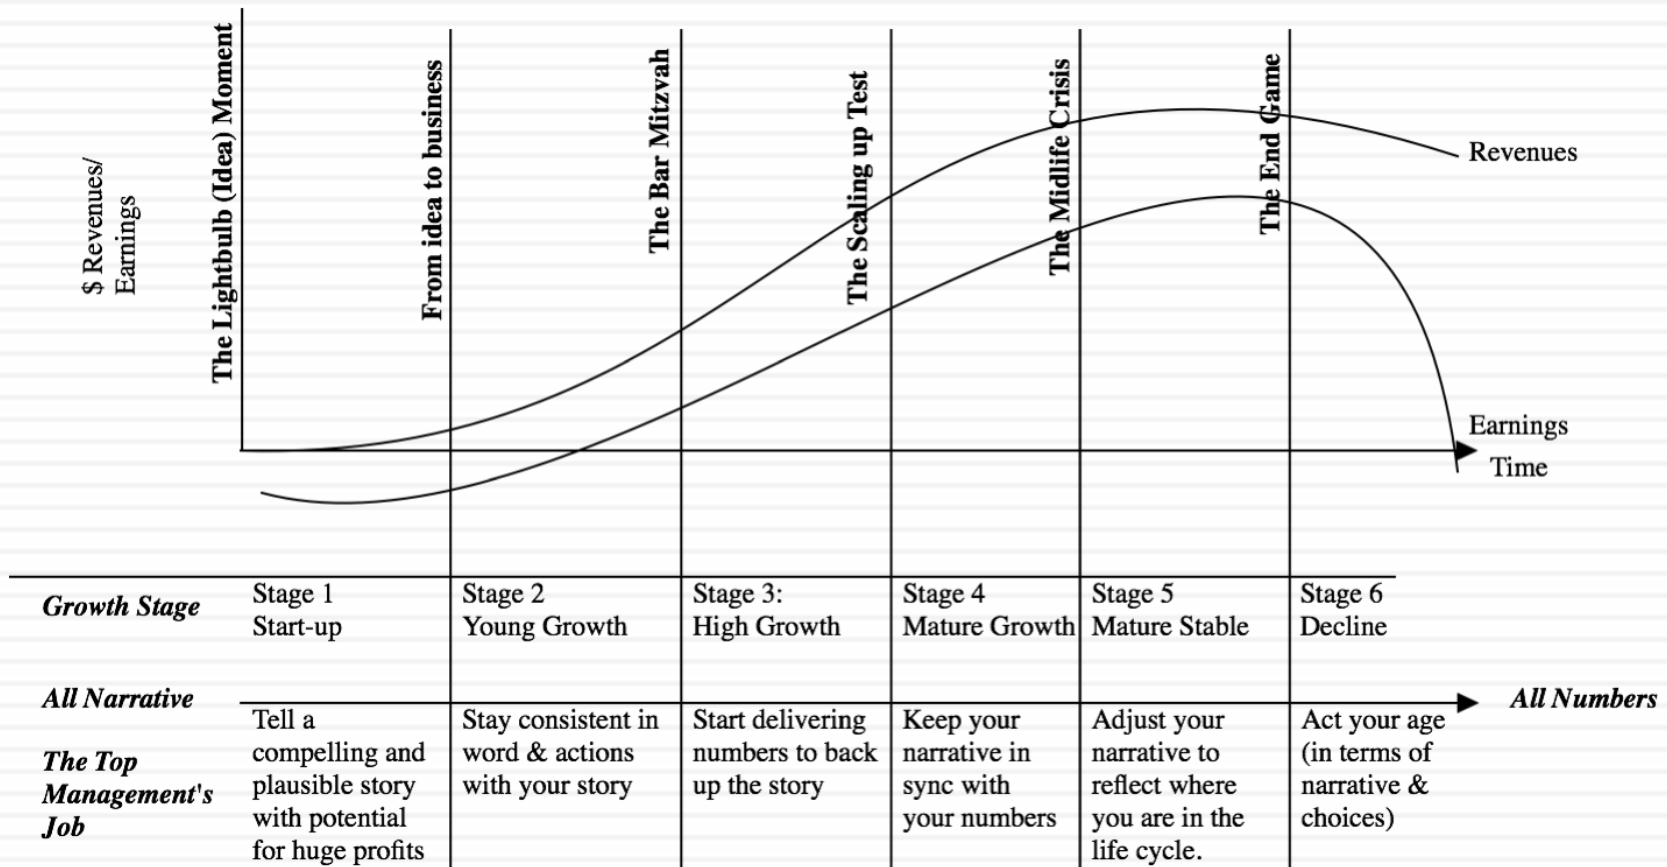 $ Revenues/
Earnings
The Lightbulb (Idea) Moment
From idea to business
The Bar Mitzvah
The Scaling up Test
The Midlife Crisis
The End Game
Revenues
Earnings
Time
Growth Stage
Stage 1
Start-up
Stage 2
Young Growth
Stage 3:
High Growth
Stage 4
Mature Growth
Stage 5
Mature Stable
Stage 6
Decline
All Narrative
All Numbers
The Top
Management's
Job
Tell a
compelling and
plausible story
with potential
for huge profits
Stay consistent in
word & actions
with your story
Start delivering
numbers to back
up the story
Keep your
narrative in
sync with
your numbers
Adjust your
narrative to
reflect where
you are in the
life cycle.
Act your age
(in terms of
narrative &
choices)